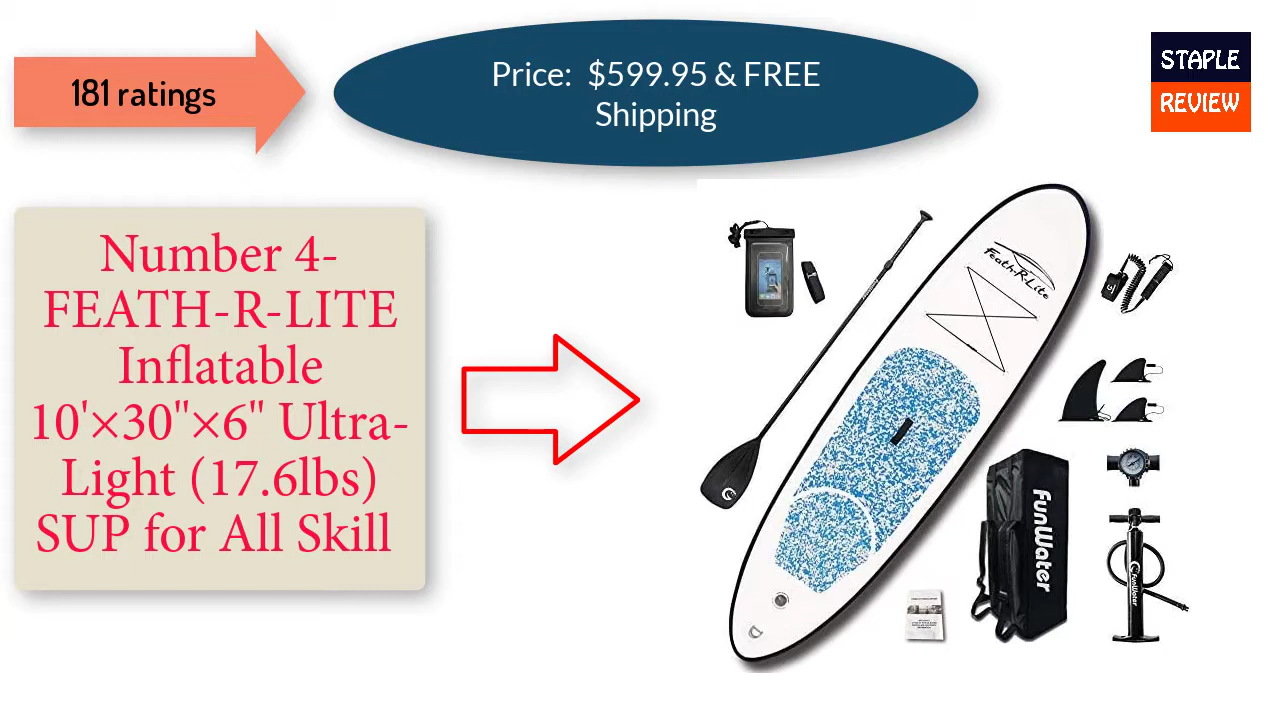 181 ratings
Price: $599.95 & FREE
Shipping
STAPLE
REVIEW
Number 4-
FEATH-R-LITE
Inflatable
10'×30"×6" Ultra-
Light (17.6lbs)
SUP for All Skill
Feath-R-Lite
FunWater
FunWater